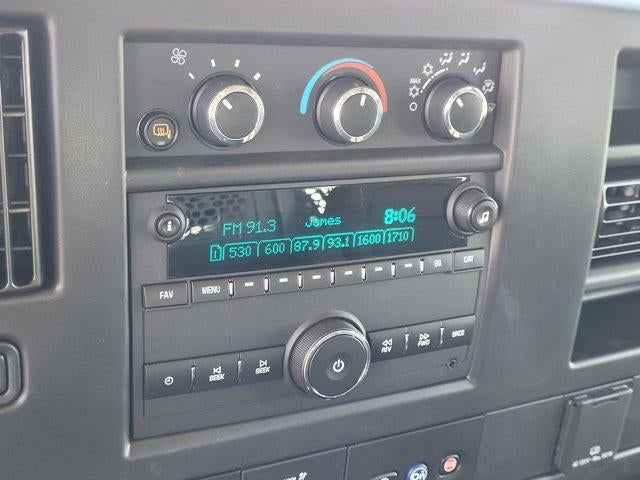 MAX
FM 91.3 James 8:06
1 530 600 87.9 93.1 1600 1710
FAV MENU EQ CAT
SEEK SEEK REV FWD SRCE